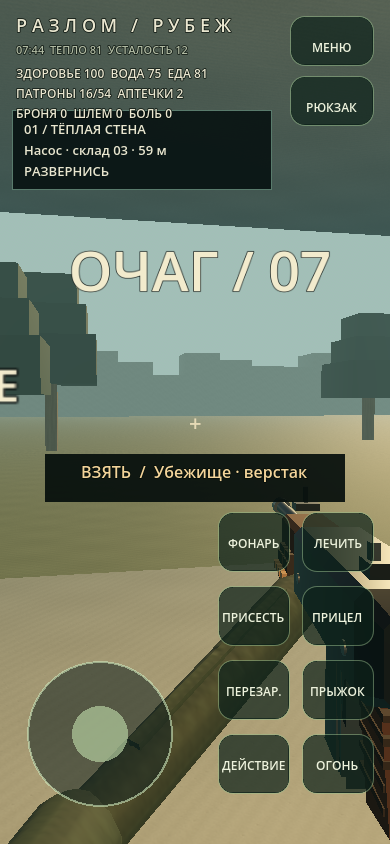 РАЗЛОМ / РУБЕЖ
07:44 ТЕПЛО 81 УСТАЛОСТЬ 12
ЗДОРОВЬЕ 100 ВОДА 75 ЕДА 81
ПАТРОНЫ 16/54 АПТЕЧКИ 2
БРОНЯ 0 ШЛЕМ 0 БОЛЬ 0
МЕНЮ
РЮКЗАК
01 / ТЁПЛАЯ СТЕНА
Насос · склад 03 · 59 м
РАЗВЕРНИСЬ
ОЧАГ / 07
Е
ВЗЯТЬ / Убежище · верстак
ФОНАРЬ
ЛЕЧИТЬ
ПРИСЕСТЬ
ПРИЦЕЛ
ПЕРЕЗАР.
ПРЫЖОК
ДЕЙСТВИЕ
ОГОНЬ